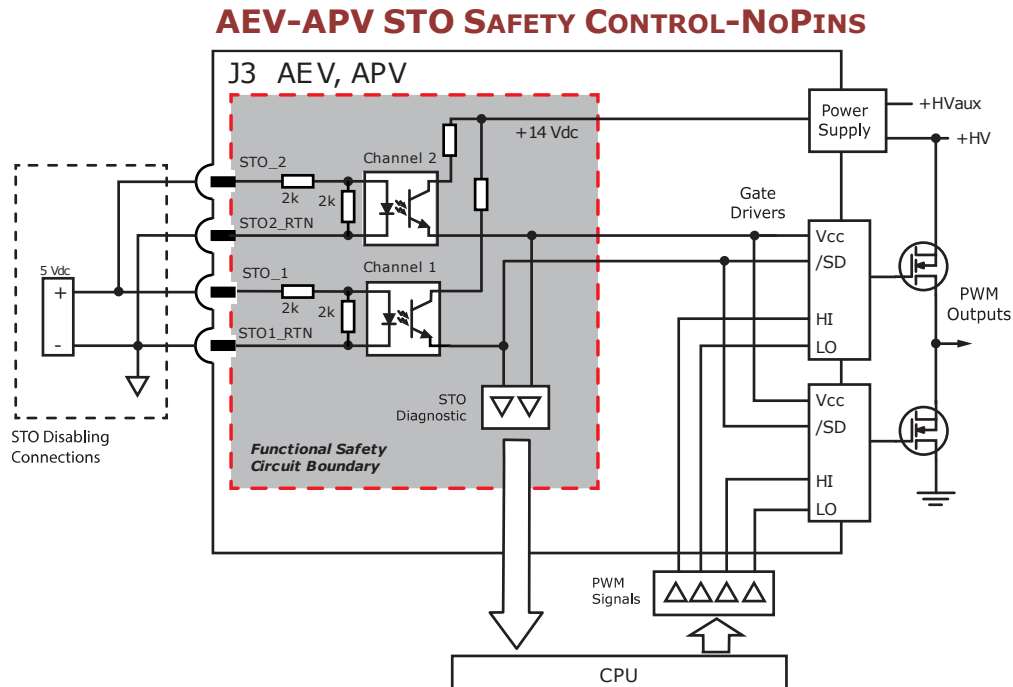 AEV-APV STO SAFETY CONTROL-NOPINS
J3 AEV, APV
Power
Supply
+HVaux
+HV
+14 Vdc
Channel 2
STO_2
2k
2k
STO2_RTN
Gate
Drivers
Vcc
/SD
HI
LO
PWM
Outputs
5 Vdc
+
-
STO_1
Channel 1
2k
2k
STO1_RTN
STO
Diagnostic
Vcc
/SD
HI
LO
STO Disabling
Connections
Functional Safety
Circuit Boundary
PWM
Signals
CPU